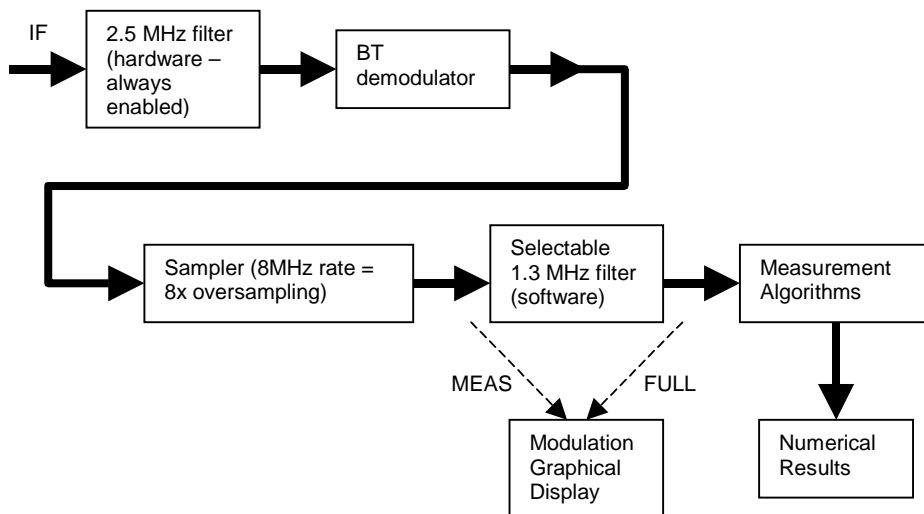 IF
2.5 MHz filter
(hardware –
always
enabled)
BT
demodulator
Sampler (8MHz rate =
8x oversampling)
Selectable
1.3 MHz filter
(software)
Measurement
Algorithms
MEAS
FULL
Modulation
Graphical
Display
Numerical
Results